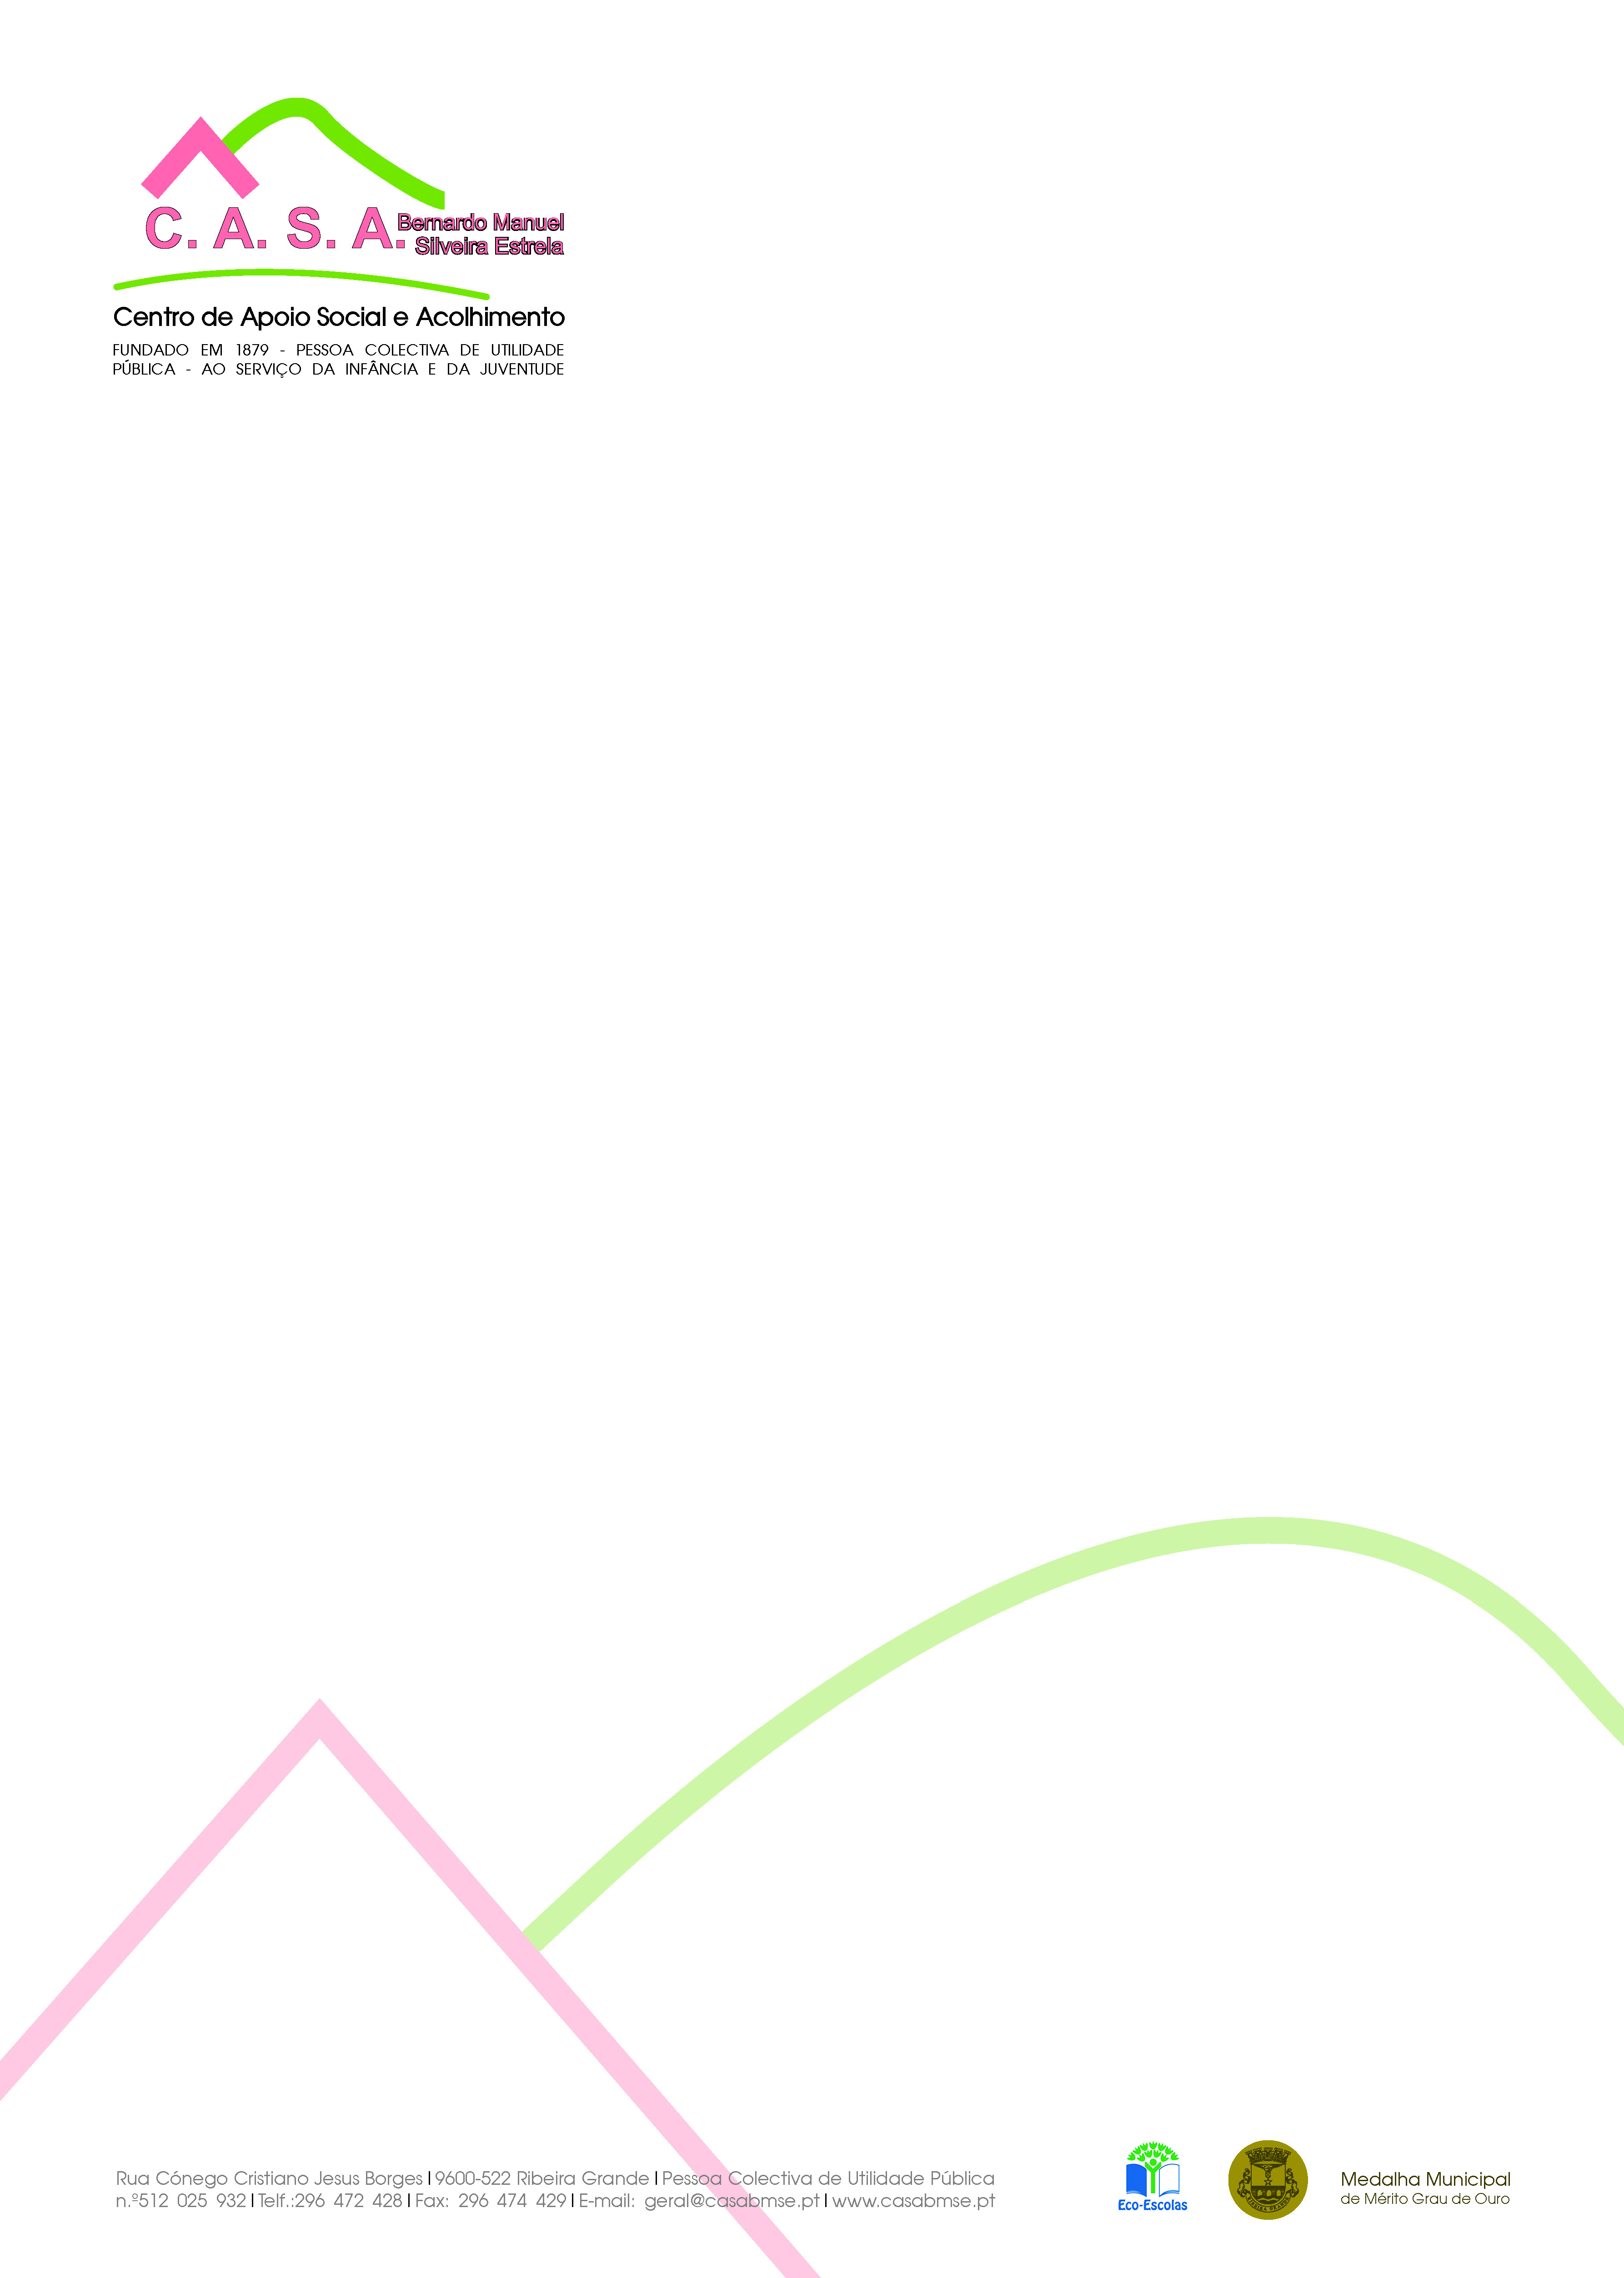 C. A. S. A. Bernardo Manuel
Silveira Estrela
Centro de Apoio Social e Acolhimento
FUNDADO EM 1879 - PESSOA COLECTIVA DE UTILIDADE
PÚBLICA - AO SERVIÇO DA INFÂNCIA E DA JUVENTUDE
Rua Cónego Cristiano Jesus Borges | 9600-522 Ribeira Grande | Pessoa Colectiva de Utilidade Pública
n.º512 025 932 | Telf.:296 472 428 | Fax: 296 474 429 | E-mail: geral@casabmse.pt | www.casabmse.pt
Eco-Escolas
RIBEIRA GRANDE
Medalha Municipal
de Mérito Grau de Ouro